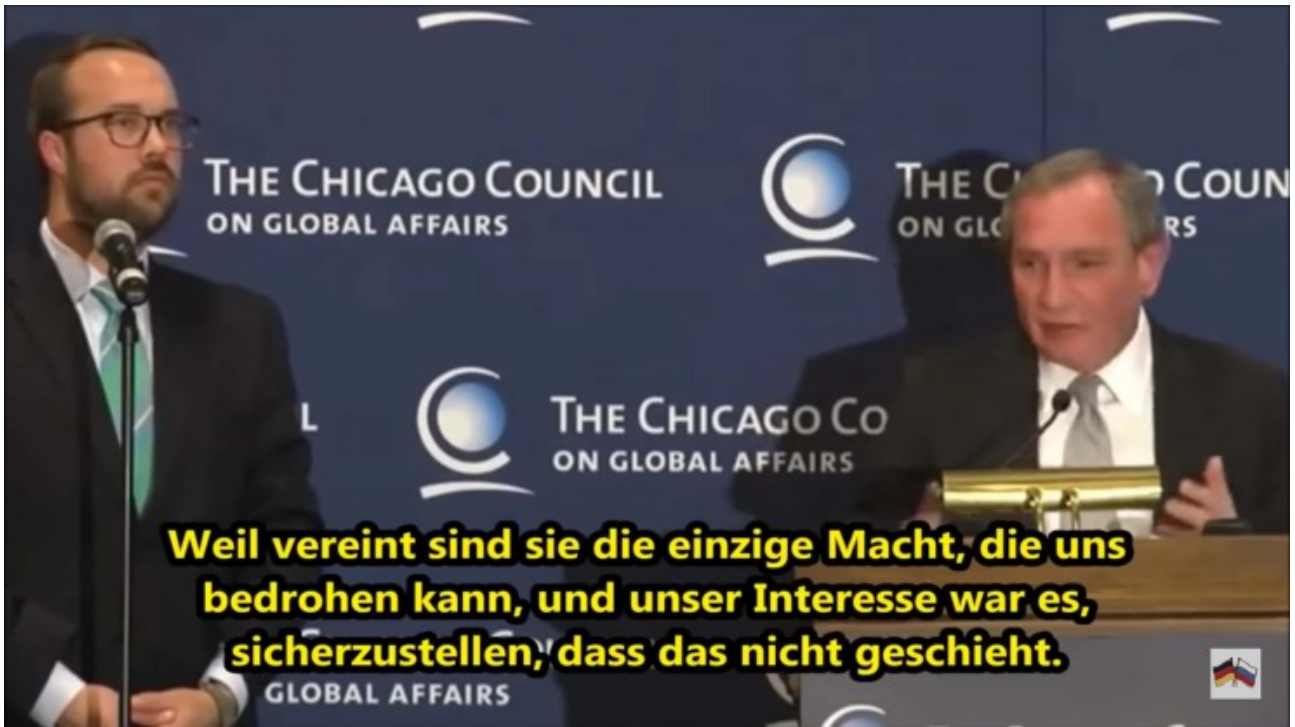 THE CHICAGO COUNCIL
ON GLOBAL AFFAIRS
THE C
COUN
ON GLO
RS
L
THE CHICAGO CO
ON GLOBAL AFFAIRS
Weil vereint sind sie die einzige Macht, die uns
bedrohen kann, und unser Interesse war es,
sicherzustellen, dass das nicht geschieht.
GLOBAL AFFAIRS